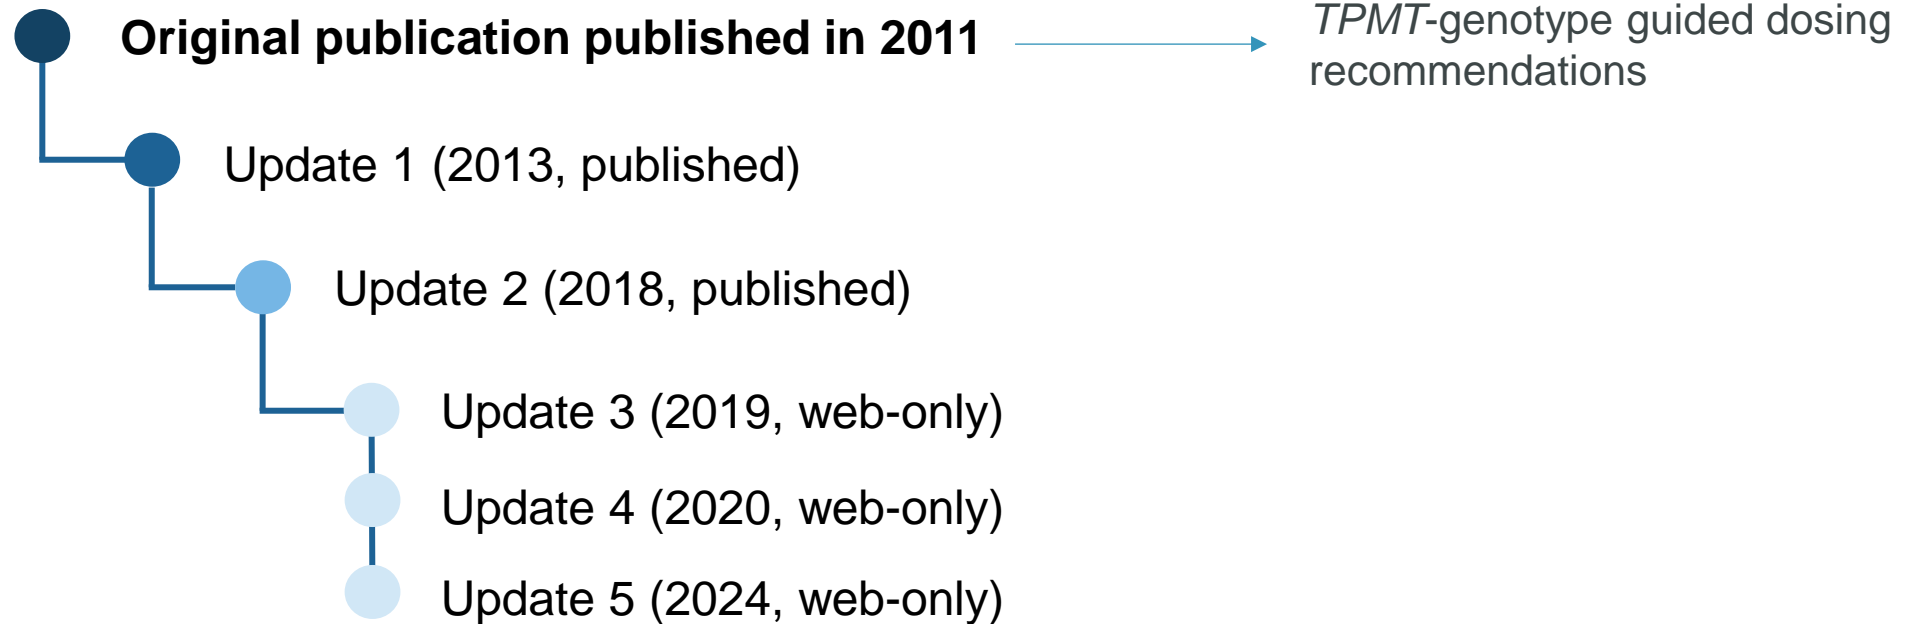 Original publication published in 2011
TPMT-genotype guided dosing
recommendations
Update 1 (2013, published)
Update 2 (2018, published)
Update 3 (2019, web-only)
Update 4 (2020, web-only)
Update 5 (2024, web-only)